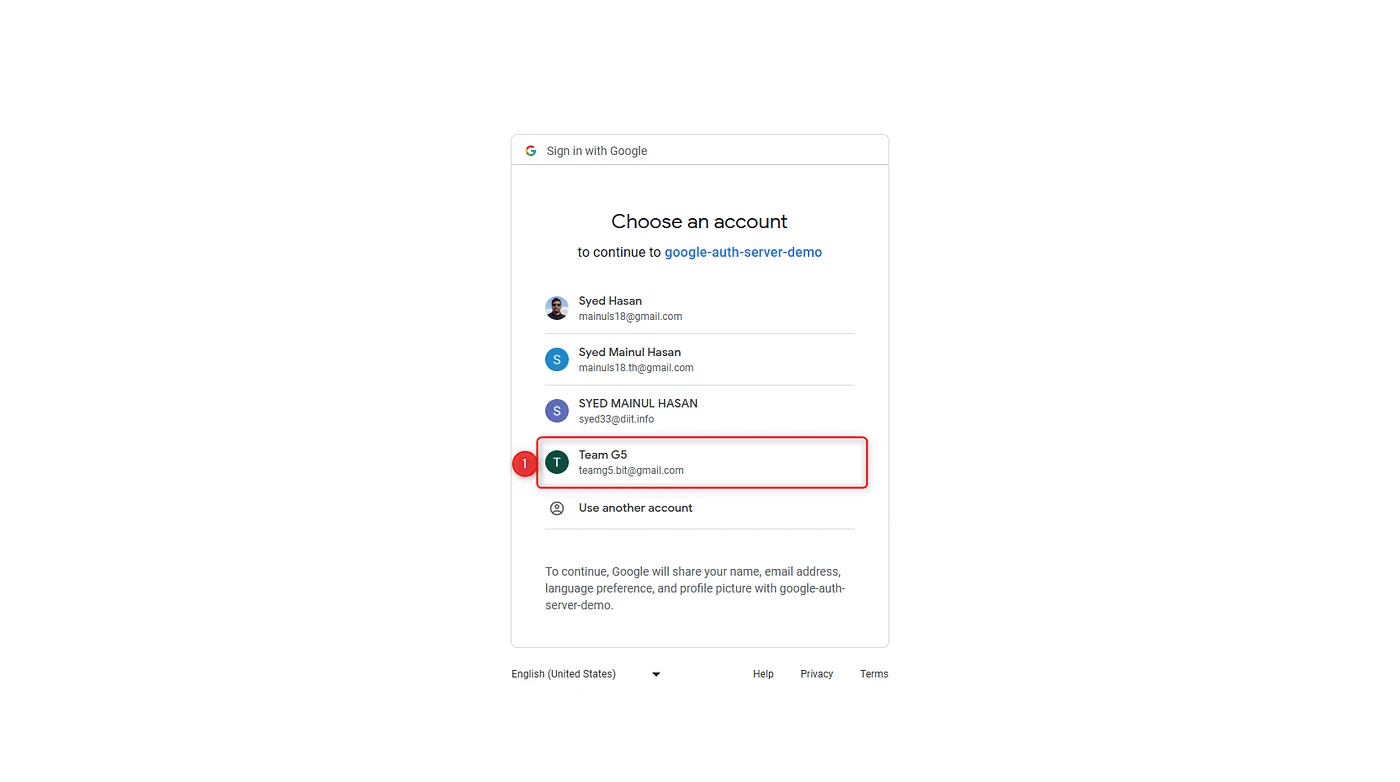 Sign in with Google
Choose an account
to continue to google-auth-server-demo
Syed Hasan
mainuls18@gmail.com
S
Syed Mainul Hasan
mainuls18.th@gmail.com
S
SYED MAINUL HASAN
syed33@diit.info
1
T
Team G5
teamg5.bit@gmail.com
Use another account
To continue, Google will share your name, email address,
language preference, and profile picture with google-auth-
server-demo.
English (United States)
Help Privacy Terms